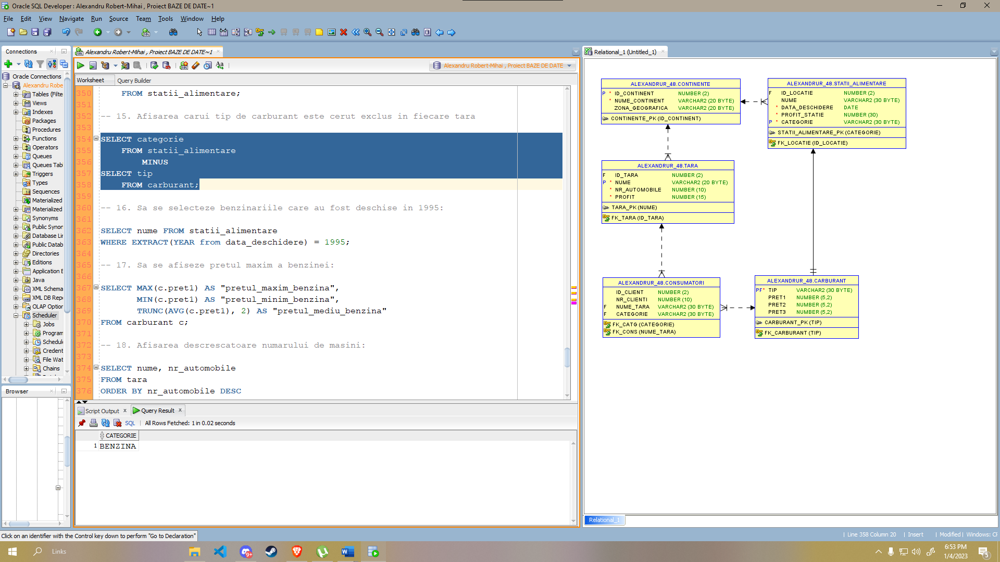 Oracle SQL Developer : Alexandru Robert-Mihai , Proiect BAZE DE DATE~1
File Edit View Navigate Run Source Team Tools Window Help
Connections
Oracle Connections
Alexandru Robe
Tables (Filte
Views
Indexes
Packages
Procedures
Functions
Operators
Queues
Queues Tab
Triggers
Types
Sequences
Materialized
Materialized
Synonyms
Public Synon
Database Lin
Public Datab
Directories
Editions
Application E
Java
XML Schema
XML DB Repo
OLAP Option
Scheduler
Jobs
Program
Schedul
Credent
File Wat
Chains
Browser
Alexandru Robert-Mihai , Proiect BAZE DE DATE~1
Alexandru Robert-Mihai , Proiect BAZE DE DATE
Worksheet Query Builder
350 FROM statii_alimentare;
351
352 -- 15. Afisarea carui tip de carburant este cerut exclus in fiecare tara
353
354 SELECT categorie
355 FROM statii_alimentare
356 MINUS
357 SELECT tip
358 FROM carburant;
359
360 -- 16. Sa se selecteze benzinariile care au fost deschise in 1995:
361
362 SELECT nume FROM statii_alimentare
363 WHERE EXTRACT(YEAR from data_deschidere) = 1995;
364
365 -- 17. Sa se afiseze pretul maxim a benzinei:
366
367 SELECT MAX(c.pret1) AS "pretul_maxim_benzina",
368 MIN(c.pret1) AS "pretul_minim_benzina",
369 TRUNC(AVG(c.pret1), 2) AS "pretul_mediu_benzina"
370 FROM carburant c;
371
372 -- 18. Afisarea descrescatoare numarului de masini:
373
374 SELECT nume, nr_automobile
375 FROM tara
376 ORDER BY nr_automobile DESC
Script Output x Query Result x
SQL | All Rows Fetched: 1 in 0.02 seconds
CATEGORIE
1 BENZINA
Relational_1 (Untitled_1)
ALEXANDRUR_48.CONTINENTE
P * ID_CONTINENT NUMBER (2)
* NUME_CONTINENT VARCHAR2 (20 BYTE)
ZONA_GEOGRAFICA VARCHAR2 (20 BYTE)
CONTINENTE_PK (ID_CONTINENT)
ALEXANDRUR_48.STATII_ALIMENTARE
F ID_LOCATIE NUMBER (2)
NUME VARCHAR2 (30 BYTE)
* DATA_DESCHIDERE DATE
* PROFIT_STATIE NUMBER (30)
P * CATEGORIE VARCHAR2 (30 BYTE)
STATII_ALIMENTARE_PK (CATEGORIE)
FK_LOCATIE (ID_LOCATIE)
ALEXANDRUR_48.TARA
F ID_TARA NUMBER (2)
P * NUME VARCHAR2 (20 BYTE)
* NR_AUTOMOBILE NUMBER (10)
* PROFIT NUMBER (15)
TARA_PK (NUME)
FK_TARA (ID_TARA)
ALEXANDRUR_48.CONSUMATORI
ID_CLIENT NUMBER (2)
NR_CLIENTI NUMBER (10)
F NUME_TARA VARCHAR2 (30 BYTE)
F CATEGORIE VARCHAR2 (30 BYTE)
FK_CATG (CATEGORIE)
FK_CONS (NUME_TARA)
ALEXANDRUR_48.CARBURANT
PF* TIP VARCHAR2 (30 BYTE)
PRET1 NUMBER (5,2)
PRET2 NUMBER (5,2)
PRET3 NUMBER (5,2)
CARBURANT_PK (TIP)
FK_CARBURANT (TIP)
Relational_1
Click on an identifier with the Control key down to perform "Go to Declaration"
| Line 358 Column 20 | Insert | Modified | Windows: CF
Links
6:53 PM
1/4/2023